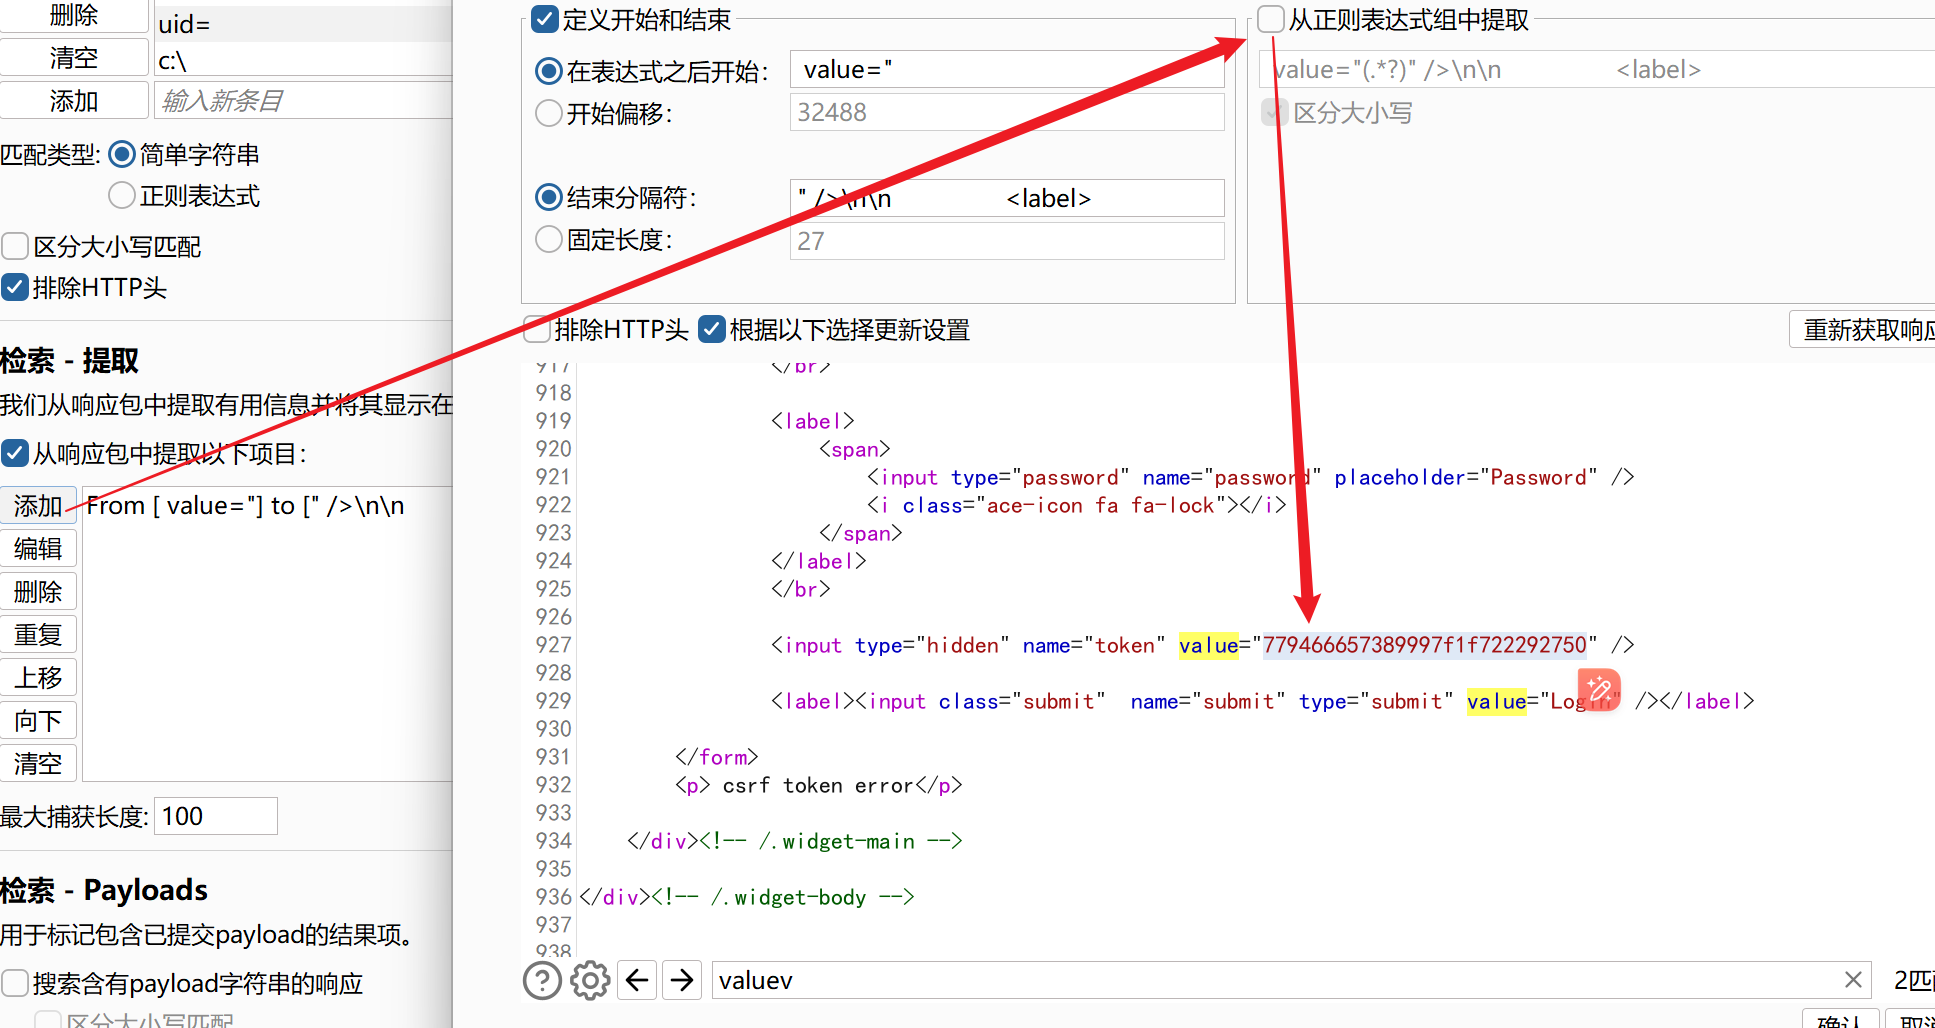 删除
uid=
清空
c:\
添加
输入新条目
匹配类型: 简单字符串
正则表达式
区分大小写匹配
排除HTTP头
检索 - 提取
我们从响应包中提取有用信息并将其显示在
从响应包中提取以下项目:
添加
From [ value="] to [" />\n\n
编辑
删除
重复
上移
向下
清空
最大捕获长度: 100
检索 - Payloads
用于标记包含已提交payload的结果项。
搜索含有payload字符串的响应
区分大小写匹配
定义开始和结束
在表达式之后开始: value="
开始偏移: 32488
结束分隔符: " />\n\n <label>
固定长度: 27
从正则表达式组中提取
value="(.*?)" />\n\n <label>
区分大小写
排除HTTP头 根据以下选择更新设置
重新获取响应
917 </br>
918
919 <label>
920 <span>
921 <input type="password" name="password" placeholder="Password" />
922 <i class="ace-icon fa fa-lock"></i>
923 </span>
924 </label>
925 </br>
926
927 <input type="hidden" name="token" value="779466657389997f1f722292750" />
928
929 <label><input class="submit" name="submit" type="submit" value="Login" /></label>
930
931 </form>
932 <p> csrf token error</p>
933
934 </div><!-- /.widget-main -->
935
936 </div><!-- /.widget-body -->
937
938
valuev
2匹
确认
取消